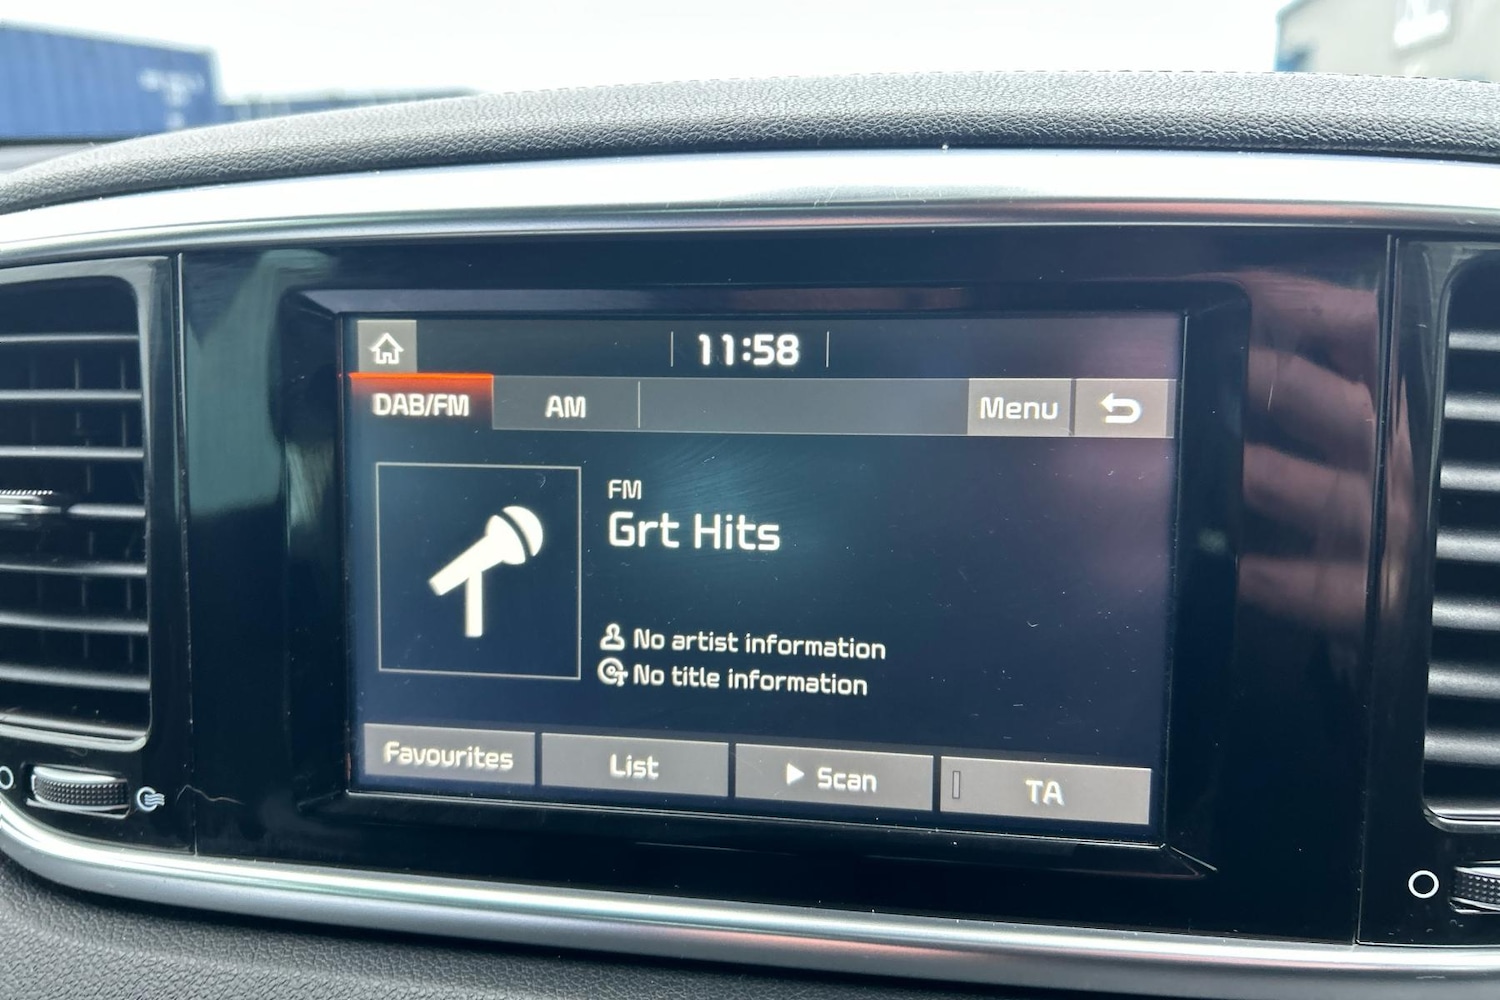 11:58
DAB/FM AM Menu
FM
Grt Hits
No artist information
No title information
Favourites List Scan TA